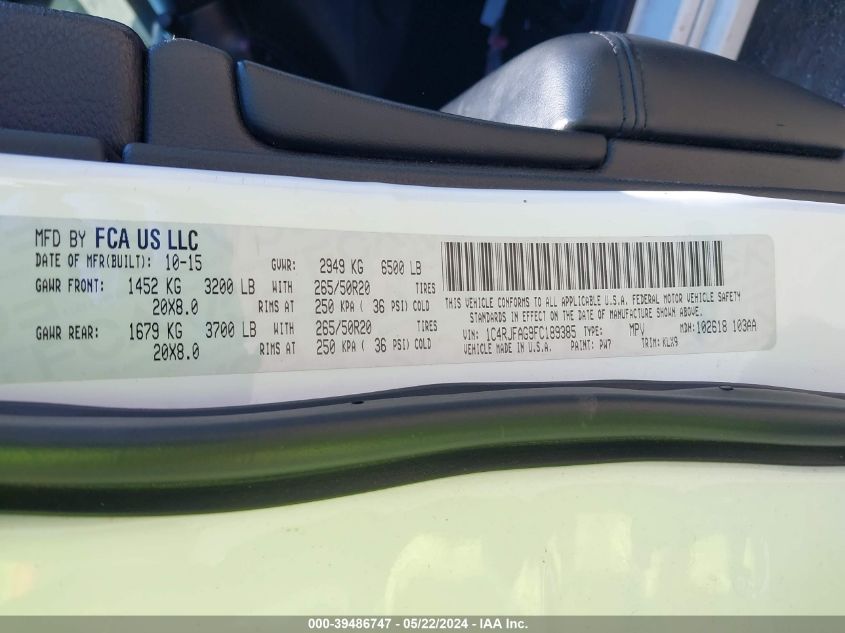 MFD BY FCA US LLC
DATE OF MFR(BUILT): 10-15 GVWR: 2949 KG 6500 LB
GAWR FRONT: 1452 KG 3200 LB WITH 265/50R20 TIRES
20X8.0 RIMS AT 250 KPA ( 36 PSI) COLD
GAWR REAR: 1679 KG 3700 LB WITH 265/50R20 TIRES
20X8.0 RIMS AT 250 KPA ( 36 PSI) COLD
THIS VEHICLE CONFORMS TO ALL APPLICABLE U.S.A. FEDERAL MOTOR VEHICLE SAFETY
STANDARDS IN EFFECT ON THE DATE OF MANUFACTURE SHOWN ABOVE.
VIN: 1C4RJFAG9FC189385 TYPE: MPV MDH: 102618 103AA
VEHICLE MADE IN U.S.A. PAINT: PW7 TRIM: KLX9
000-39486747 - 05/22/2024 - IAA Inc.